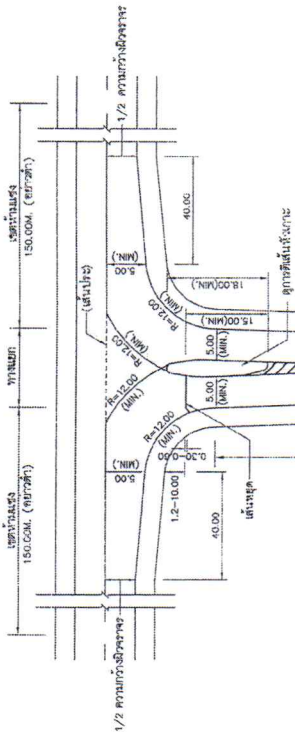 เขตห้ามแซง
150.00M. (อย่างต่ำ)
ทางแยก
เขตห้ามแซง
150.00M. (อย่างต่ำ)
(เส้นประ)
1/2 ความกว้างผิวจราจร
1/2 ความกว้างผิวจราจร
5.00
(MIN.)
R=12.00
(MIN.)
R=12.00
(MIN.)
5.00
(MIN.)
R=12.00
(MIN.)
R=12.00
(MIN.)
40.00
40.00
18.00(MIN.)
15.00(MIN.)
5.00
(MIN.)
5.00
(MIN.)
0.30-0.60
1.2-10.00
เส้นหยุด
ดูการตีเส้นหัวเกาะ